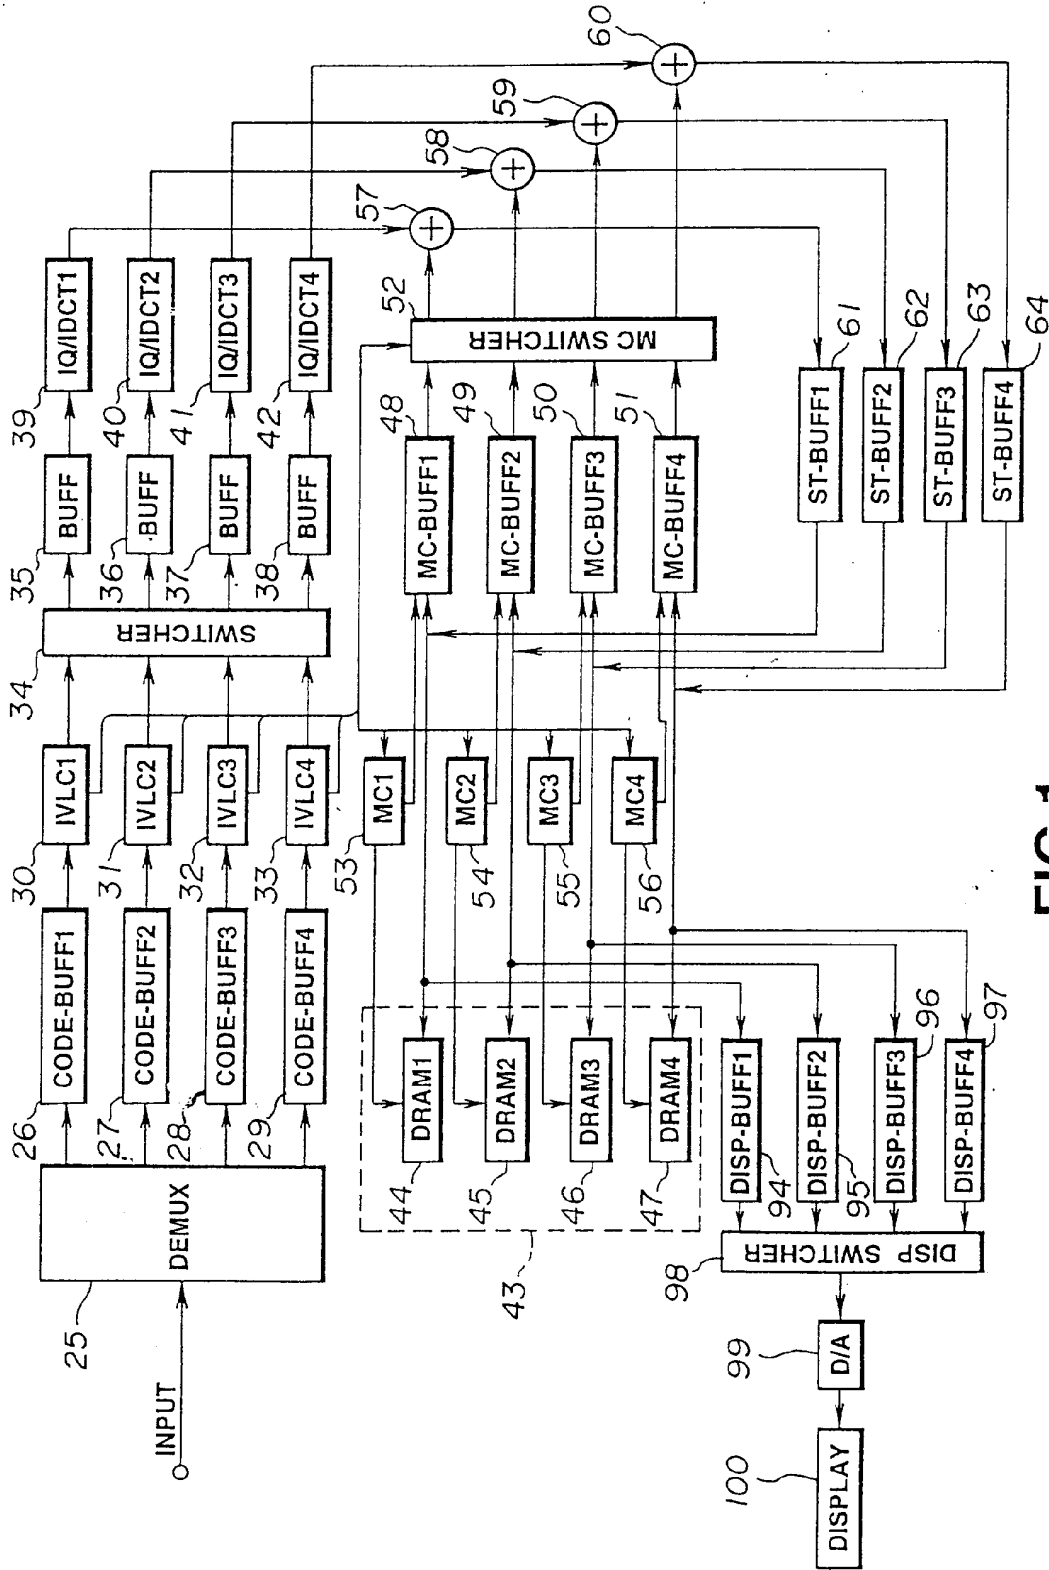 INPUT
25
DEMUX
26
CODE-BUFF1
27
CODE-BUFF2
28
CODE-BUFF3
29
CODE-BUFF4
30
IVLC1
31
IVLC2
32
IVLC3
33
IVLC4
34
SWITCHER
35
BUFF
36
BUFF
37
BUFF
38
BUFF
39
IQ/IDCT1
40
IQ/IDCT2
41
IQ/IDCT3
42
IQ/IDCT4
43
44
DRAM1
45
DRAM2
46
DRAM3
47
DRAM4
53
MC1
54
MC2
55
MC3
56
MC4
48
MC-BUFF1
49
MC-BUFF2
50
MC-BUFF3
51
MC-BUFF4
52
MC SWITCHER
57
+
58
+
59
+
60
+
ST-BUFF1
61
ST-BUFF2
62
ST-BUFF3
63
ST-BUFF4
64
DISP-BUFF1
94
DISP-BUFF2
95
DISP-BUFF3
96
DISP-BUFF4
97
98
DISP SWITCHER
99
D/A
100
DISPLAY